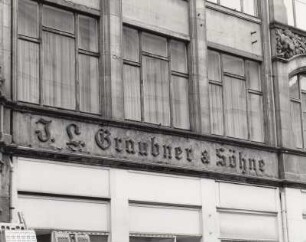 J. L. Graubner & Söhne